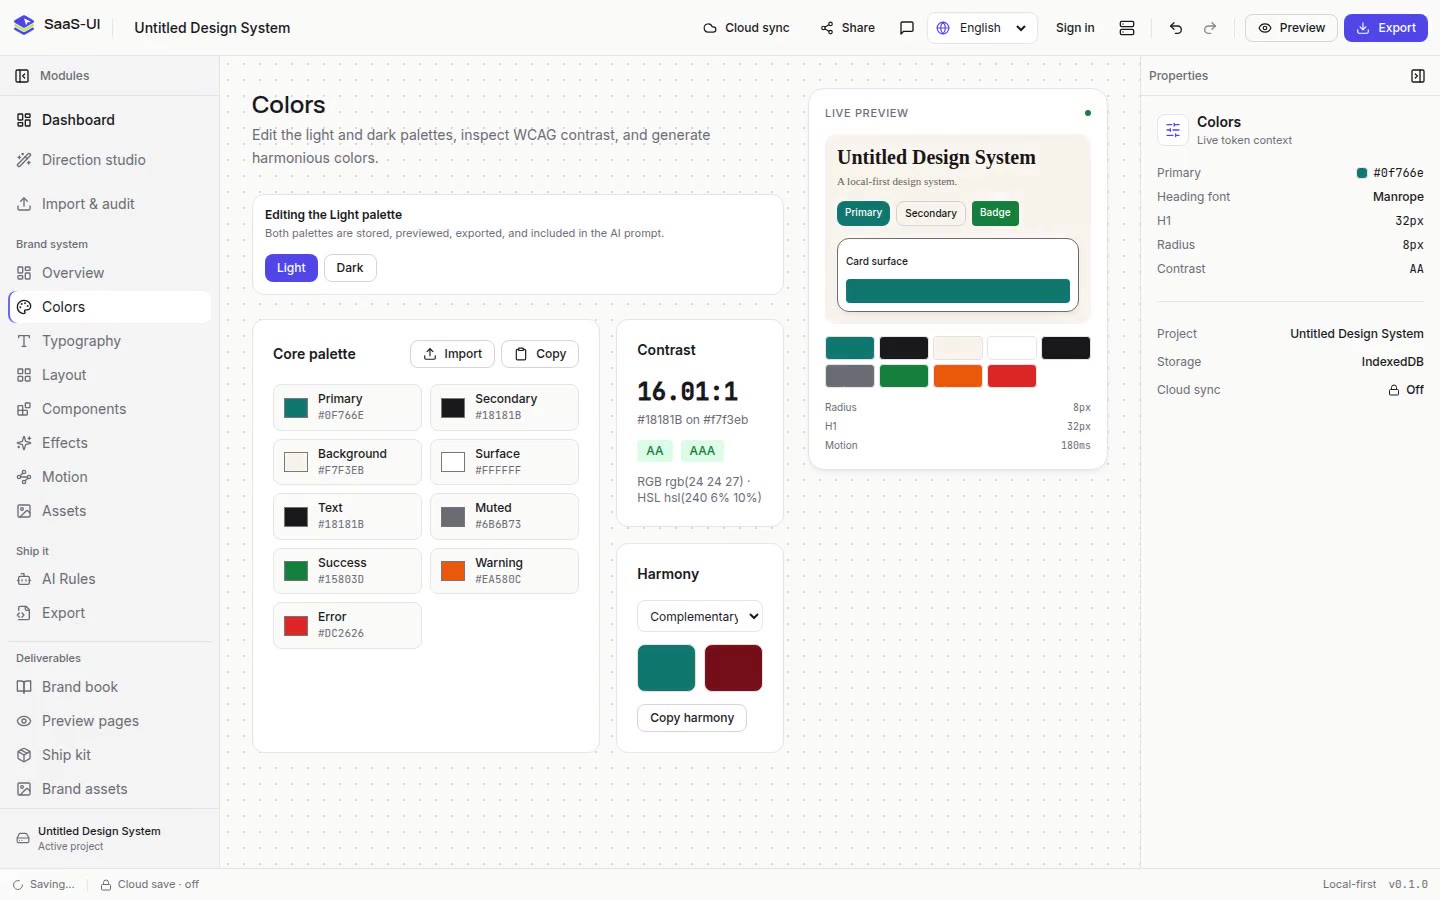 SaaS-UI
Untitled Design System
Cloud sync
Share
English
Sign in
Preview
Export
Modules
Dashboard
Direction studio
Import & audit
Brand system
Overview
Colors
Typography
Layout
Components
Effects
Motion
Assets
Ship it
AI Rules
Export
Deliverables
Brand book
Preview pages
Ship kit
Brand assets
Untitled Design System
Active project
Colors
Edit the light and dark palettes, inspect WCAG contrast, and generate
harmonious colors.
Editing the Light palette
Both palettes are stored, previewed, exported, and included in the AI prompt.
Light
Dark
Core palette
Import
Copy
Primary
#0F766E
Secondary
#18181B
Background
#F7F3EB
Surface
#FFFFFF
Text
#18181B
Muted
#6B6B73
Success
#15803D
Warning
#EA580C
Error
#DC2626
Contrast
16.01:1
#18181B on #f7f3eb
AA
AAA
RGB rgb(24 24 27) ·
HSL hsl(240 6% 10%)
Harmony
Complementary
Copy harmony
LIVE PREVIEW
Untitled Design System
A local-first design system.
Primary
Secondary
Badge
Card surface
Radius
8px
H1
32px
Motion
180ms
Properties
Colors
Live token context
Primary
#0f766e
Heading font
Manrope
H1
32px
Radius
8px
Contrast
AA
Project
Untitled Design System
Storage
IndexedDB
Cloud sync
Off
Saving...
Cloud save · off
Local-first
v0.1.0